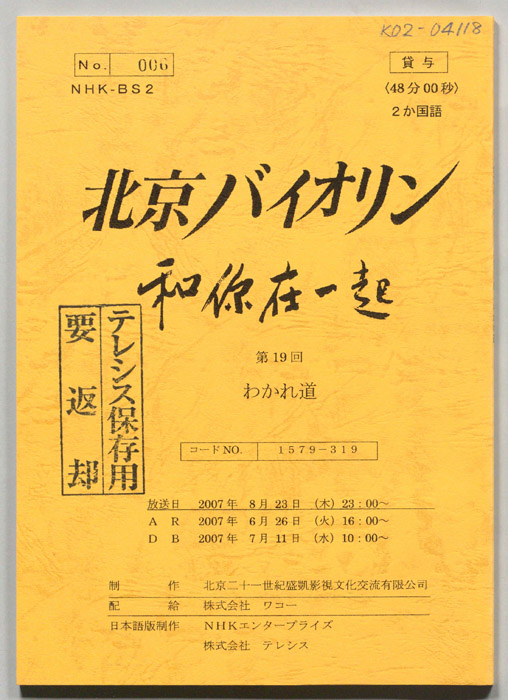 K02-04118
No. 006
貸与
NHK-BS2
〈48分00秒〉
2か国語
北京バイオリン
和你在一起
第19回
わかれ道
テレシス保存用
要返却
コードNO. 1579-319
放送日 2007年 8月23日 (木) 23:00～
AR 2007年 6月26日 (火) 16:00～
DB 2007年 7月11日 (水) 10:00～
制作 北京二十一世紀盛凱影視文化交流有限公司
配給 株式会社 ワコー
日本語版制作 NHKエンタープライズ
株式会社 テレシス